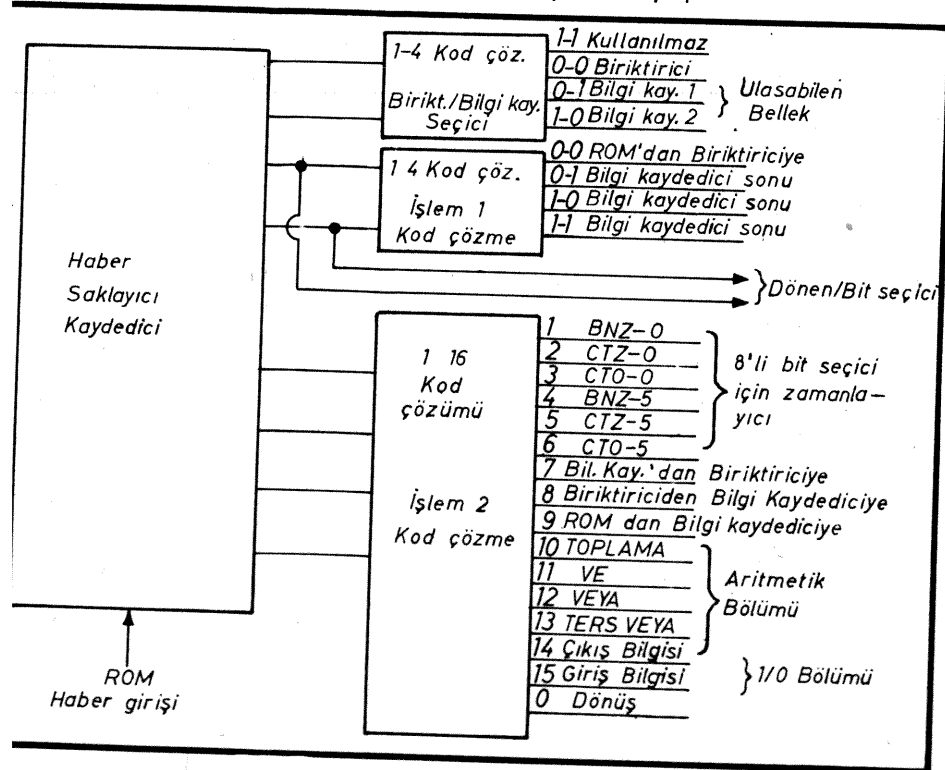 1-4 Kod çöz.
Birikt./Bilgi kay.
Seçici
1-1 Kullanılmaz
0-0 Biriktirici
0-1 Bilgi kay. 1
1-0 Bilgi kay. 2
Ulasabilen
Bellek
1 4 Kod çöz.
İşlem 1
Kod çözme
0-0 ROM'dan Biriktiriciye
0-1 Bilgi kaydedici sonu
1-0 Bilgi kaydedici sonu
1-1 Bilgi kaydedici sonu
Dönen/Bit seçici
Haber
Saklayıcı
Kaydedici
1 16
Kod
çözümü
İşlem 2
Kod çözme
1 BNZ-0
2 CTZ-0
3 CTO-0
4 BNZ-5
5 CTZ-5
6 CTO-5
8'li bit seçici
için zamanla-
yıcı
7 Bil. Kay.'dan Biriktiriciye
8 Biriktiriciden Bilgi Kaydediciye
9 ROM dan Bilgi kaydediciye
10 TOPLAMA
11 VE
12 VEYA
13 TERS VEYA
14 Çıkış Bilgisi
Aritmetik
Bölümü
15 Giriş Bilgisi
0 Dönüş
1/0 Bölümü
ROM
Haber girişi